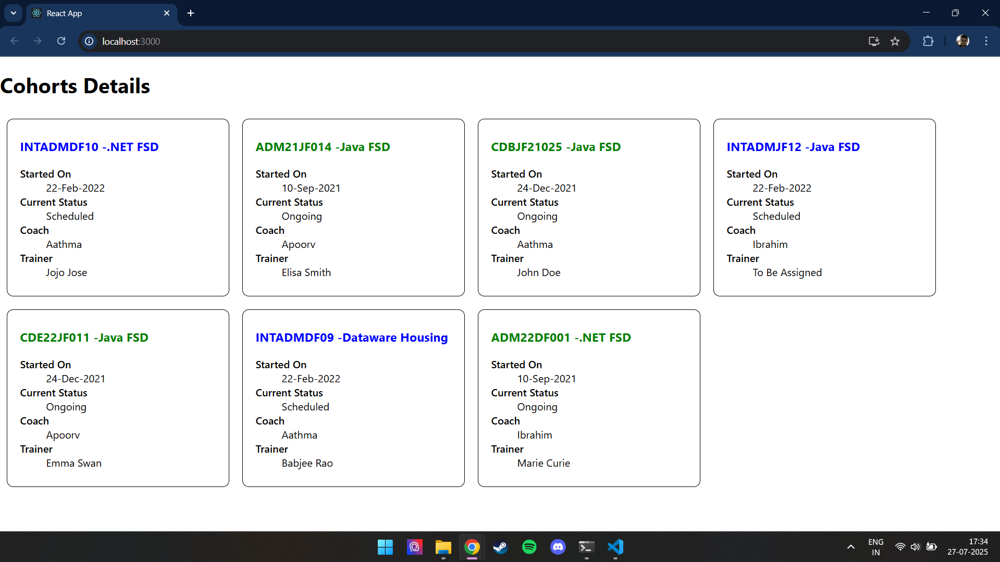 React App
localhost:3000
Cohorts Details
INTADMDF10 -.NET FSD
Started On
22-Feb-2022
Current Status
Scheduled
Coach
Aathma
Trainer
Jojo Jose
ADM21JF014 -Java FSD
Started On
10-Sep-2021
Current Status
Ongoing
Coach
Apoorv
Trainer
Elisa Smith
CDBJF21025 -Java FSD
Started On
24-Dec-2021
Current Status
Ongoing
Coach
Aathma
Trainer
John Doe
INTADMJF12 -Java FSD
Started On
22-Feb-2022
Current Status
Scheduled
Coach
Ibrahim
Trainer
To Be Assigned
CDE22JF011 -Java FSD
Started On
24-Dec-2021
Current Status
Ongoing
Coach
Apoorv
Trainer
Emma Swan
INTADMDF09 -Dataware Housing
Started On
22-Feb-2022
Current Status
Scheduled
Coach
Aathma
Trainer
Babjee Rao
ADM22DF001 -.NET FSD
Started On
10-Sep-2021
Current Status
Ongoing
Coach
Ibrahim
Trainer
Marie Curie
ENG
IN
17:34
27-07-2025